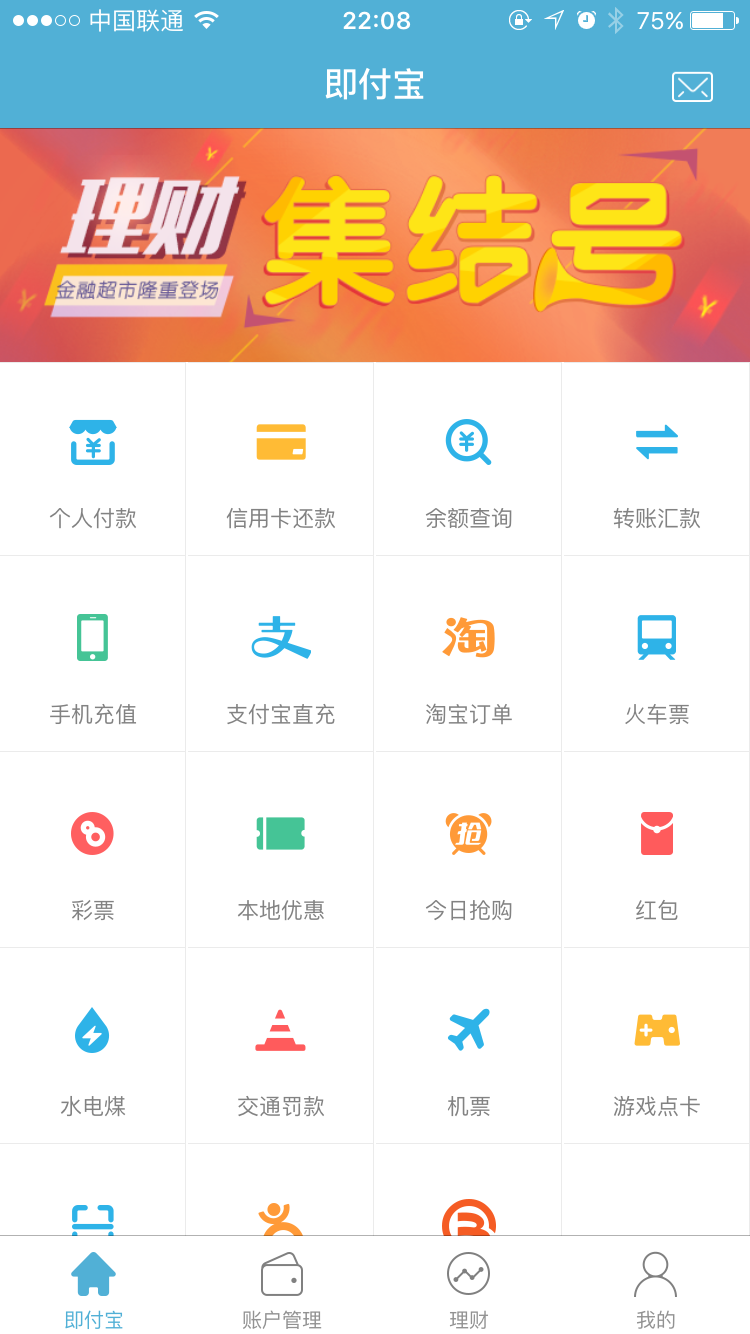 中国联通 22:08 75%
即付宝
理财 集结号
金融超市隆重登场
个人付款 信用卡还款 余额查询 转账汇款
手机充值 支付宝直充 淘宝订单 火车票
彩票 本地优惠 今日抢购 红包
水电煤 交通罚款 机票 游戏点卡
即付宝 账户管理 理财 我的